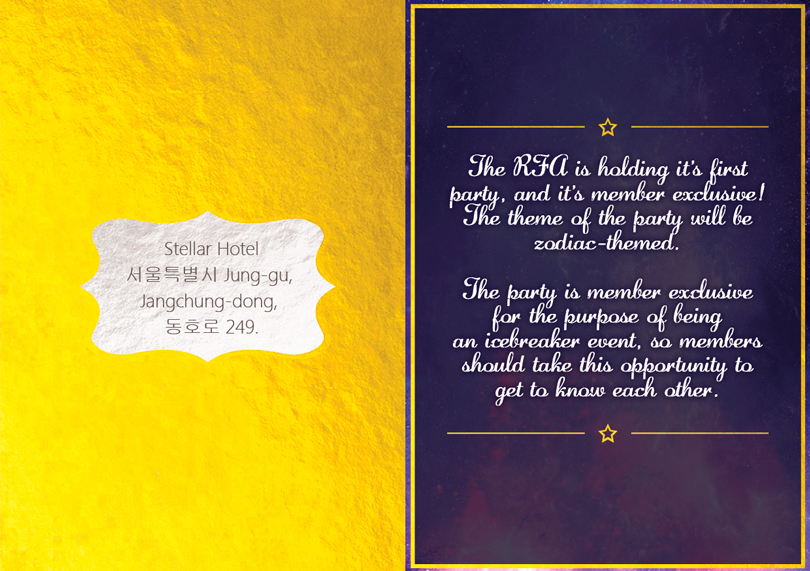 Stellar Hotel
서울특별시 Jung-gu,
Jangchung-dong,
동호로 249.
The RFA is holding it's first
party, and it's member exclusive!
The theme of the party will be
zodiac-themed.
The party is member exclusive
for the purpose of being
an icebreaker event, so members
should take this opportunity to
get to know each other.